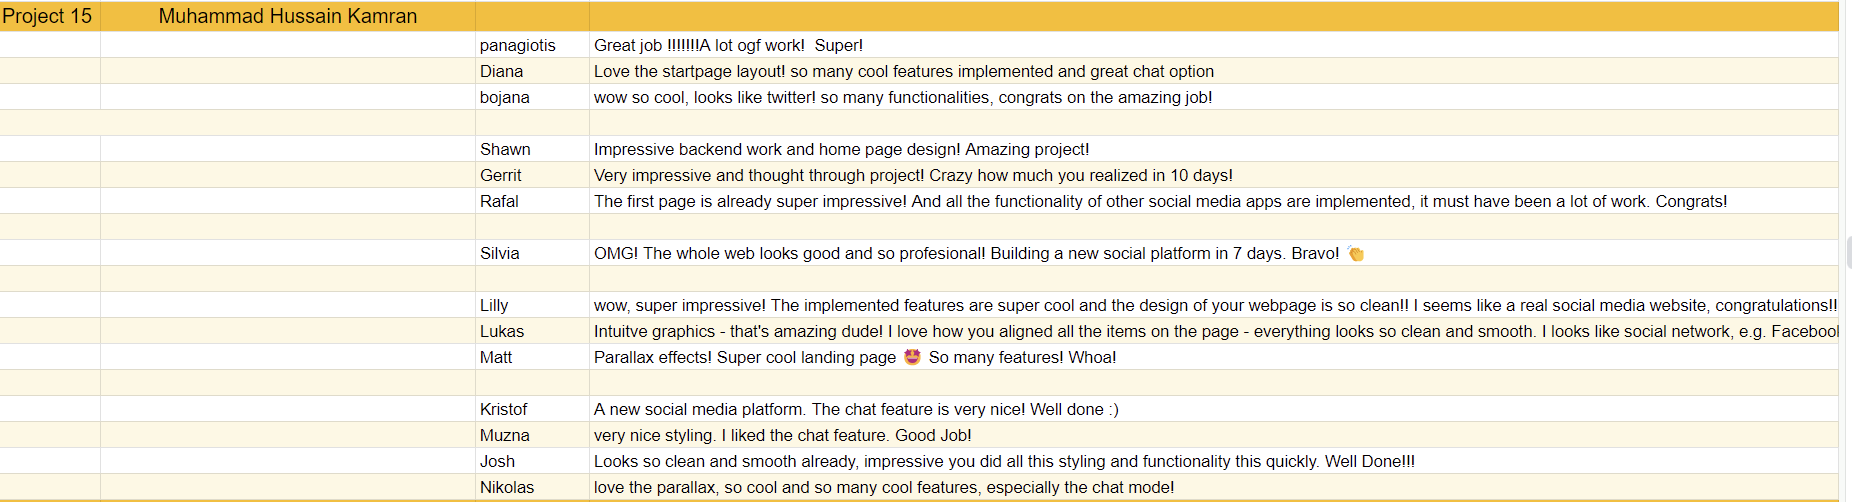 Project 15 Muhammad Hussain Kamran
panagiotis Great job !!!!!!!A lot ogf work!  Super!
Diana Love the startpage layout! so many cool features implemented and great chat option
bojana wow so cool, looks like twitter! so many functionalities, congrats on the amazing job!
Shawn Impressive backend work and home page design! Amazing project!
Gerrit Very impressive and thought through project! Crazy how much you realized in 10 days!
Rafal The first page is already super impressive! And all the functionality of other social media apps are implemented, it must have been a lot of work. Congrats!
Silvia OMG! The whole web looks good and so profesional! Building a new social platform in 7 days. Bravo! 👏
Lilly wow, super impressive! The implemented features are super cool and the design of your webpage is so clean!! I seems like a real social media website, congratulations!!
Lukas Intuitve graphics - that's amazing dude! I love how you aligned all the items on the page - everything looks so clean and smooth. I looks like social network, e.g. Facebool
Matt Parallax effects! Super cool landing page 🤩 So many features! Whoa!
Kristof A new social media platform. The chat feature is very nice! Well done :)
Muzna very nice styling. I liked the chat feature. Good Job!
Josh Looks so clean and smooth already, impressive you did all this styling and functionality this quickly. Well Done!!!
Nikolas love the parallax, so cool and so many cool features, especially the chat mode!